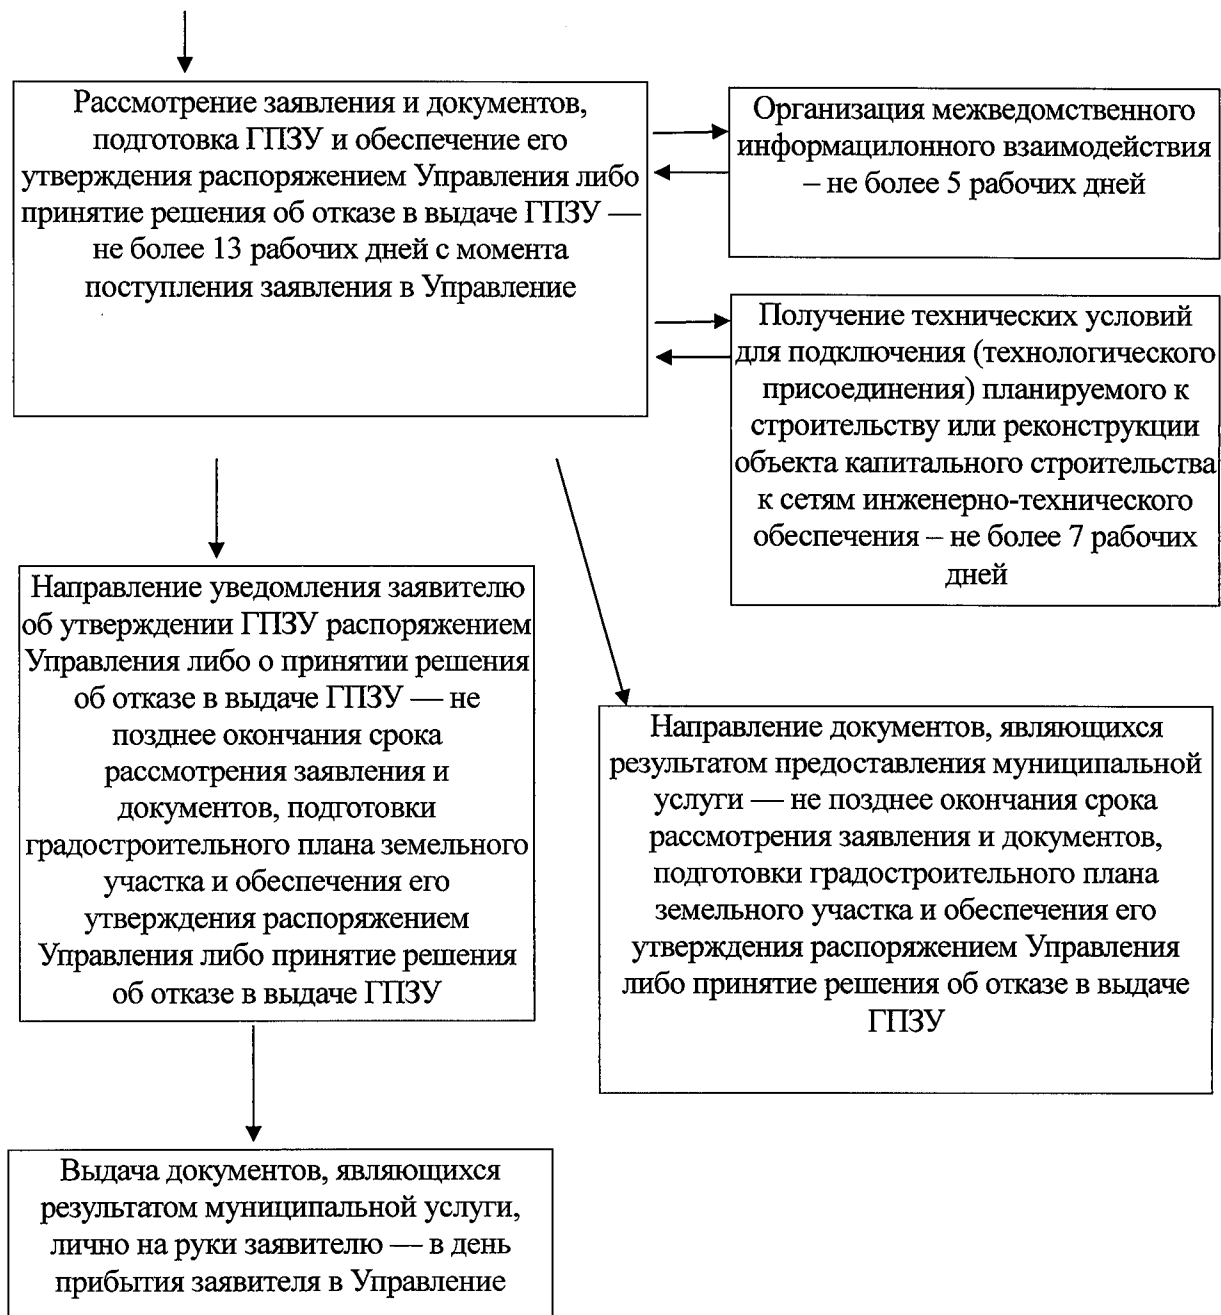 Рассмотрение заявления и документов,
подготовка ГПЗУ и обеспечение его
утверждения распоряжением Управления либо
принятие решения об отказе в выдаче ГПЗУ —
не более 13 рабочих дней с момента
поступления заявления в Управление
Организация межведомственного
информацилонного взаимодействия
– не более 5 рабочих дней
Получение технических условий
для подключения (технологического
присоединения) планируемого к
строительству или реконструкции
объекта капитального строительства
к сетям инженерно-технического
обеспечения – не более 7 рабочих
дней
Направление уведомления заявителю
об утверждении ГПЗУ распоряжением
Управления либо о принятии решения
об отказе в выдаче ГПЗУ — не
позднее окончания срока
рассмотрения заявления и
документов, подготовки
градостроительного плана земельного
участка и обеспечения его
утверждения распоряжением
Управления либо принятие решения
об отказе в выдаче ГПЗУ
Направление документов, являющихся
результатом предоставления муниципальной
услуги — не позднее окончания срока
рассмотрения заявления и документов,
подготовки градостроительного плана
земельного участка и обеспечения его
утверждения распоряжением Управления
либо принятие решения об отказе в выдаче
ГПЗУ
Выдача документов, являющихся
результатом муниципальной услуги,
лично на руки заявителю — в день
прибытия заявителя в Управление